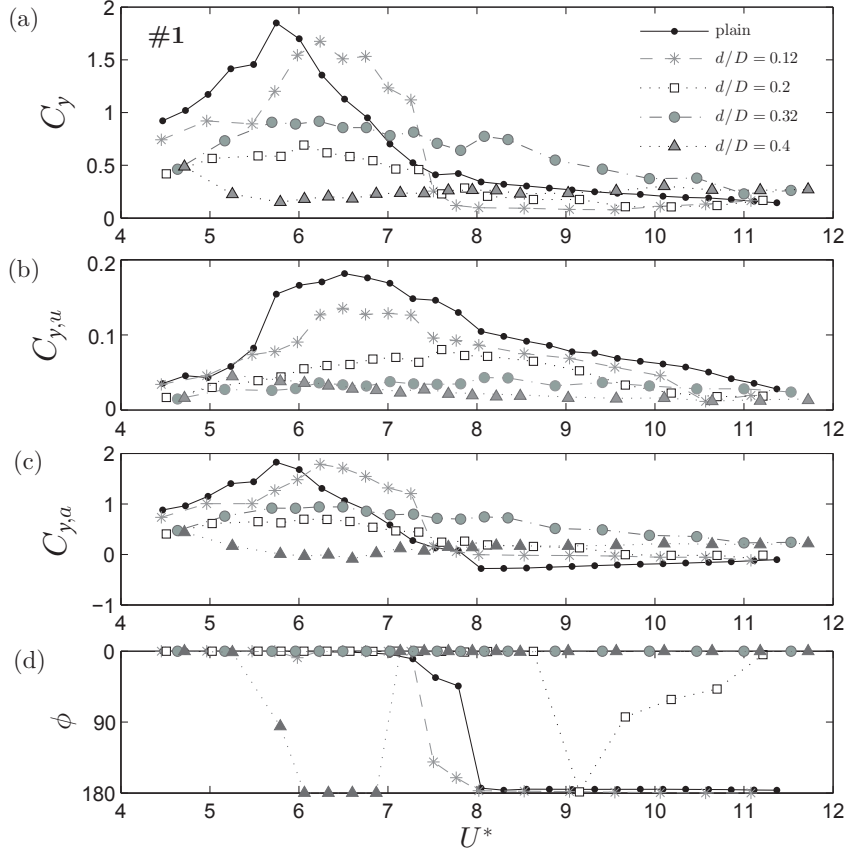 (a)
#1
2
1.5
1
0.5
0
C_y
plain
d/D = 0.12
d/D = 0.2
d/D = 0.32
d/D = 0.4
4 5 6 7 8 9 10 11 12
(b)
0.2
0.1
0
C_{y,u}
4 5 6 7 8 9 10 11 12
(c)
2
1
0
−1
C_{y,a}
4 5 6 7 8 9 10 11 12
(d)
0
90
180
ϕ
4 5 6 7 8 9 10 11 12
U*